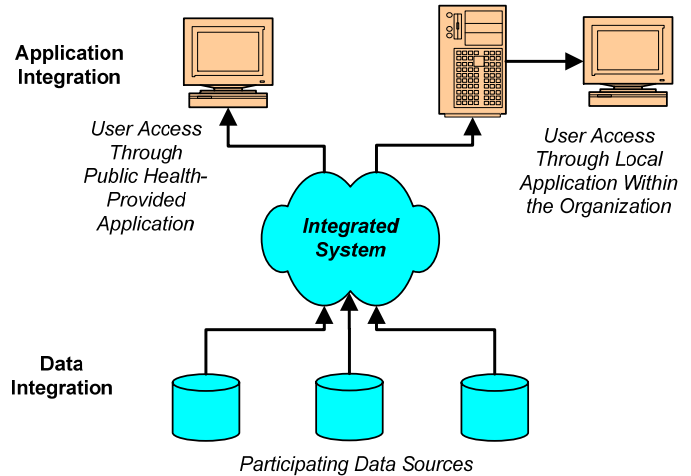 Application
Integration
User Access
Through
Public Health-
Provided
Application
User Access
Through Local
Application Within
the Organization
Integrated
System
Data
Integration
Participating Data Sources